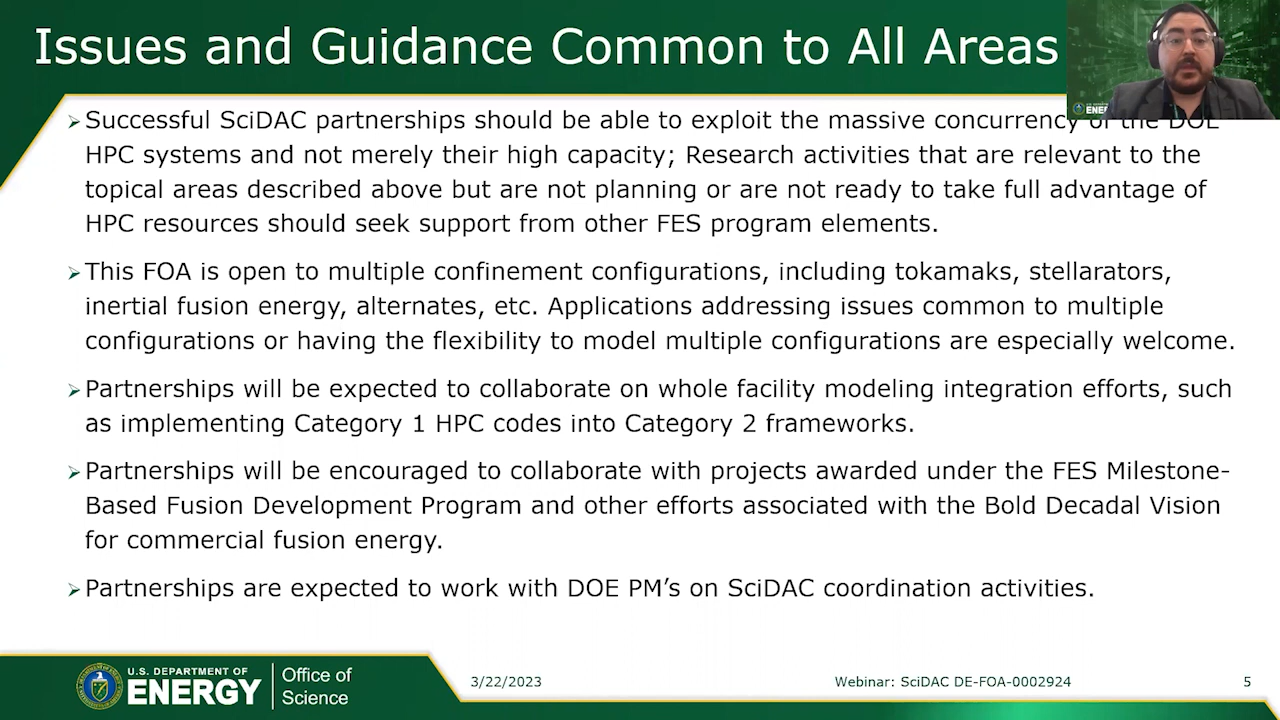 Issues and Guidance Common to All Areas
➢Successful SciDAC partnerships should be able to exploit the massive concurrency of the DOE
HPC systems and not merely their high capacity; Research activities that are relevant to the
topical areas described above but are not planning or are not ready to take full advantage of
HPC resources should seek support from other FES program elements.
➢This FOA is open to multiple confinement configurations, including tokamaks, stellarators,
inertial fusion energy, alternates, etc. Applications addressing issues common to multiple
configurations or having the flexibility to model multiple configurations are especially welcome.
➢Partnerships will be expected to collaborate on whole facility modeling integration efforts, such
as implementing Category 1 HPC codes into Category 2 frameworks.
➢Partnerships will be encouraged to collaborate with projects awarded under the FES Milestone-
Based Fusion Development Program and other efforts associated with the Bold Decadal Vision
for commercial fusion energy.
➢Partnerships are expected to work with DOE PM’s on SciDAC coordination activities.
U.S. DEPARTMENT OF
ENERGY
Office of
Science
3/22/2023
Webinar: SciDAC DE-FOA-0002924
5